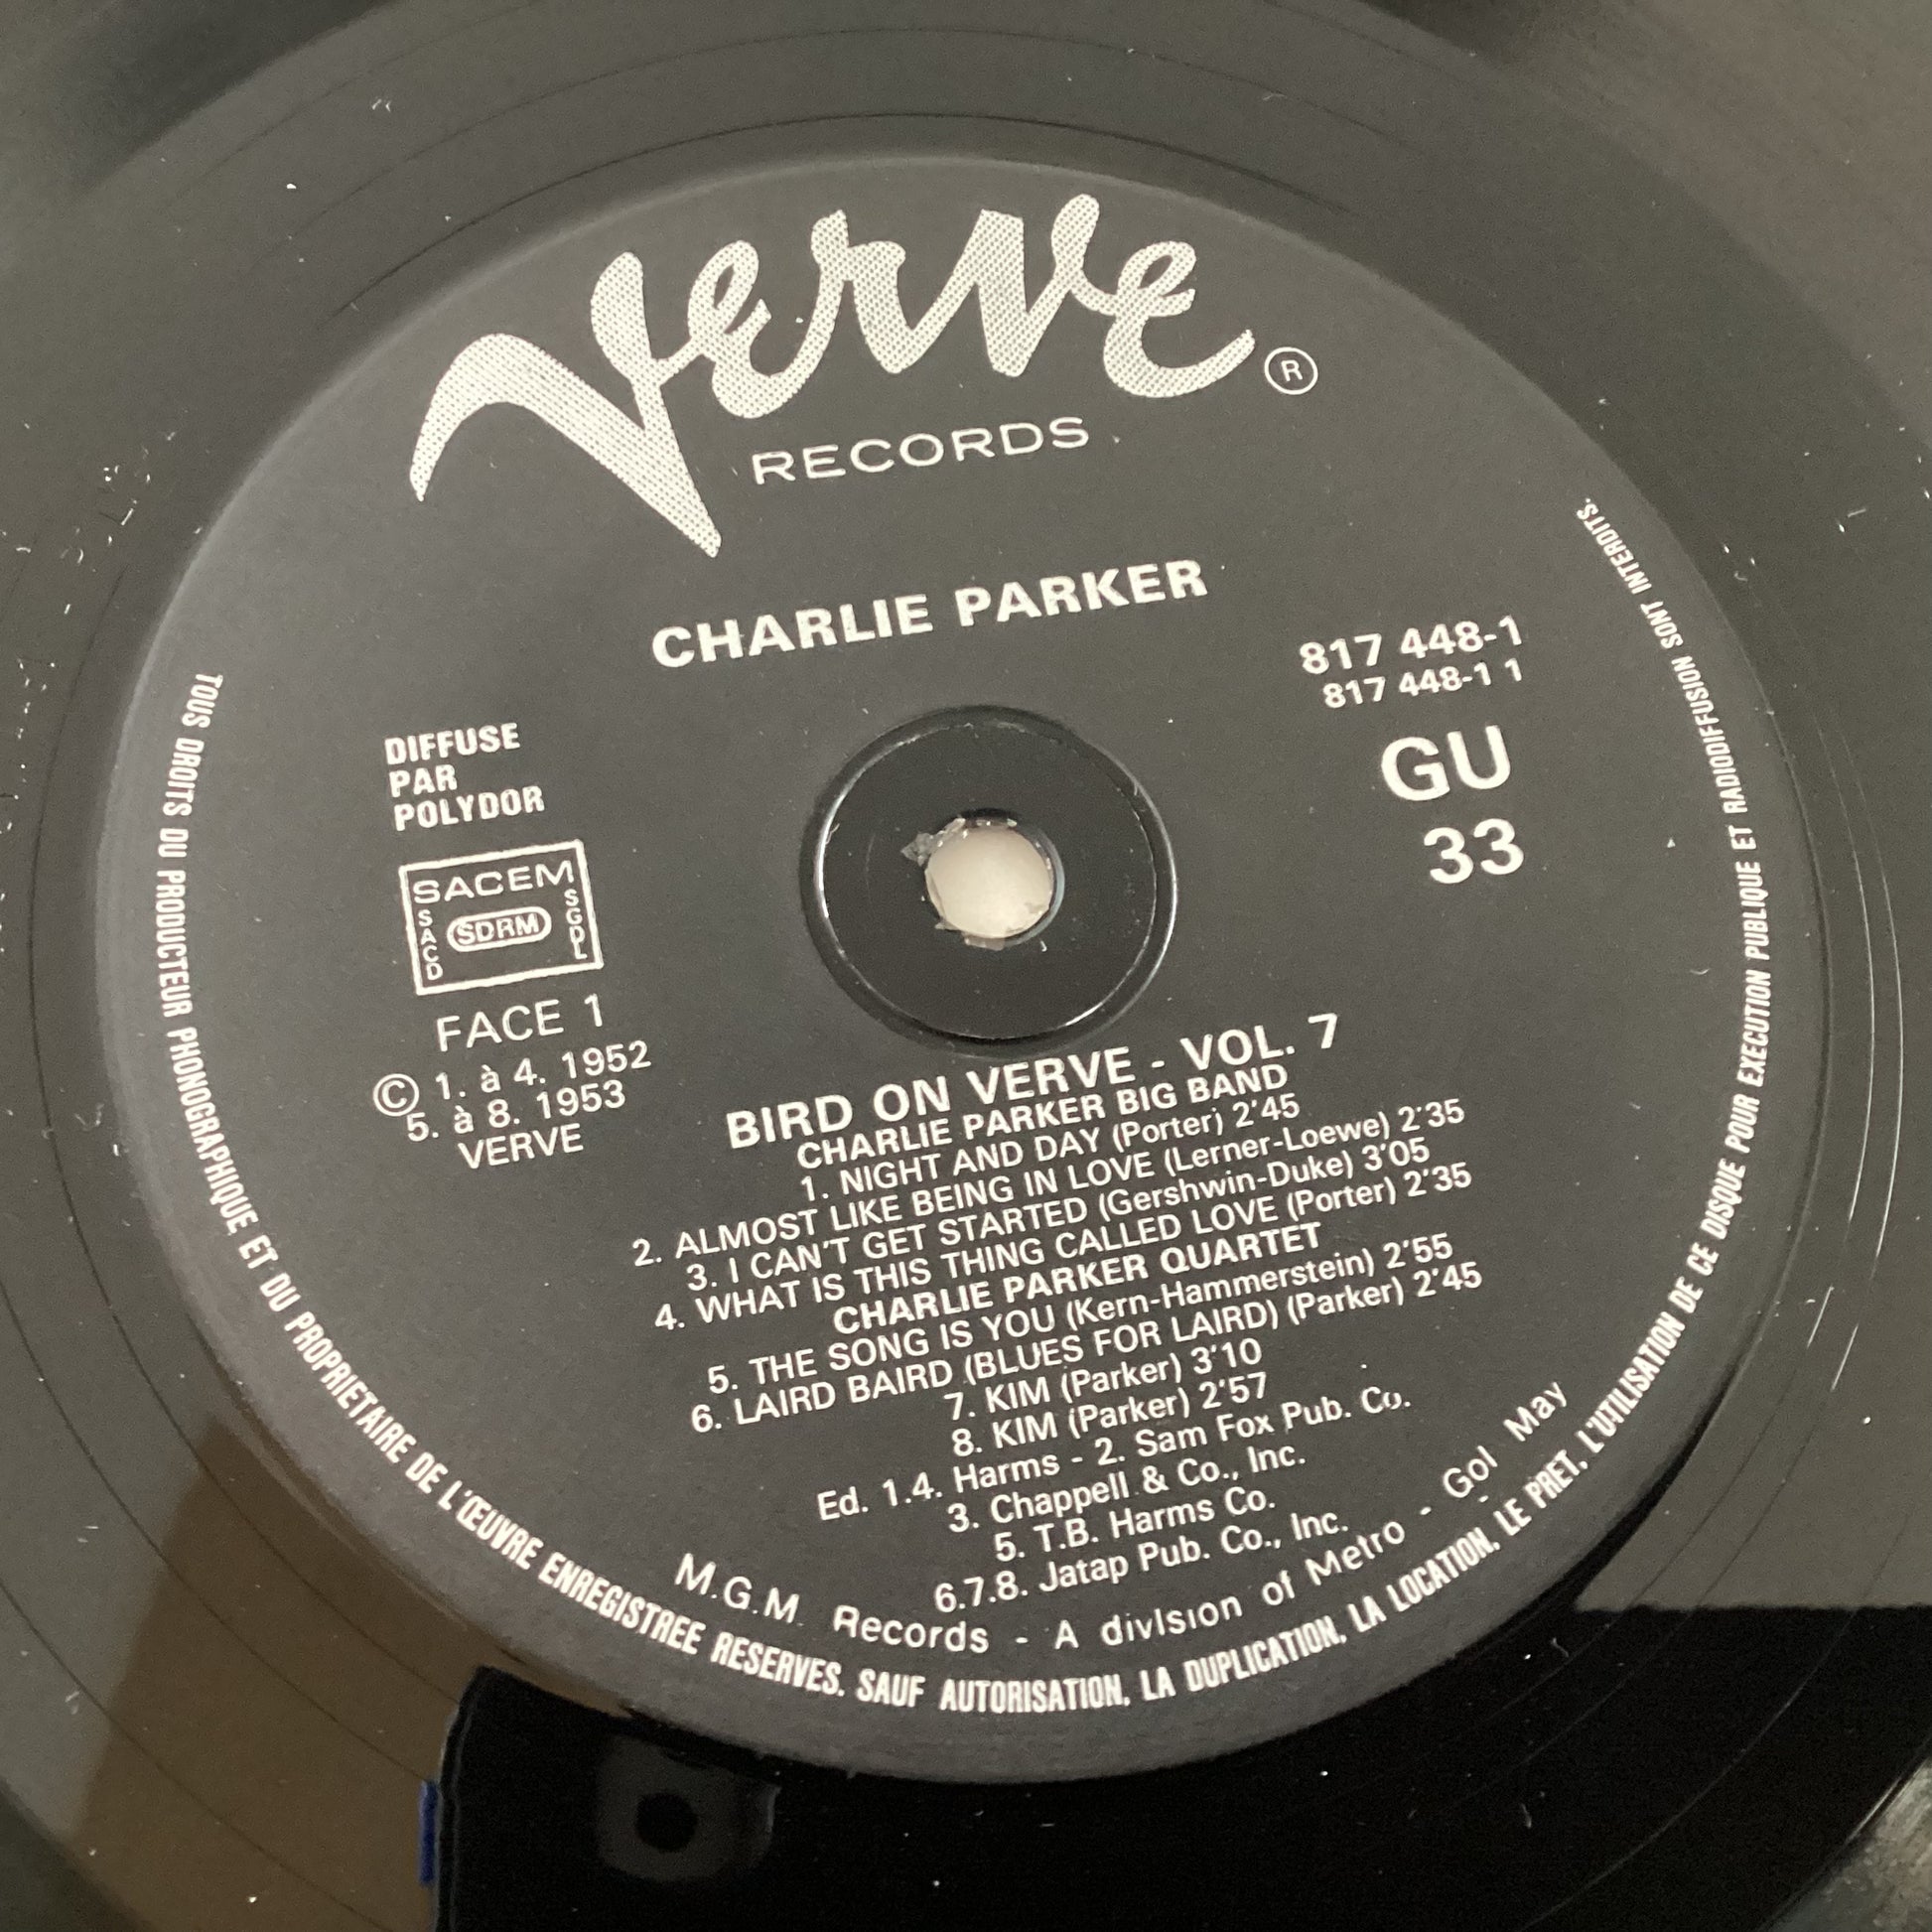 Verve ®
RECORDS
CHARLIE PARKER
817 448-1
817 448-1 1
GU
33
DIFFUSE
PAR
POLYDOR
SACEM
SACD
SDRM
SGDL
FACE 1
© 1. à 4. 1952
5. à 8. 1953
VERVE
BIRD ON VERVE - VOL. 7
CHARLIE PARKER BIG BAND
1. NIGHT AND DAY (Porter) 2'45
2. ALMOST LIKE BEING IN LOVE (Lerner-Loewe) 2'35
3. I CAN'T GET STARTED (Gershwin-Duke) 3'05
4. WHAT IS THIS THING CALLED LOVE (Porter) 2'35
CHARLIE PARKER QUARTET
5. THE SONG IS YOU (Kern-Hammerstein) 2'55
6. LAIRD BAIRD (BLUES FOR LAIRD) (Parker) 2'45
7. KIM (Parker) 3'10
8. KIM (Parker) 2'57
Ed. 1.4. Harms - 2. Sam Fox Pub. Co.
3. Chappell & Co., Inc.
5. T.B. Harms Co.
6.7.8. Jatap Pub. Co., Inc.
M.G.M. Records - A division of Metro - Gol May
TOUS DROITS DU PRODUCTEUR PHONOGRAPHIQUE ET DU PROPRIETAIRE DE L'ŒUVRE ENREGISTREE RESERVES. SAUF AUTORISATION, LA DUPLICATION, LA LOCATION, LE PRET, L'UTILISATION DE CE DISQUE POUR EXECUTION PUBLIQUE ET RADIODIFFUSION SONT INTERDITS.